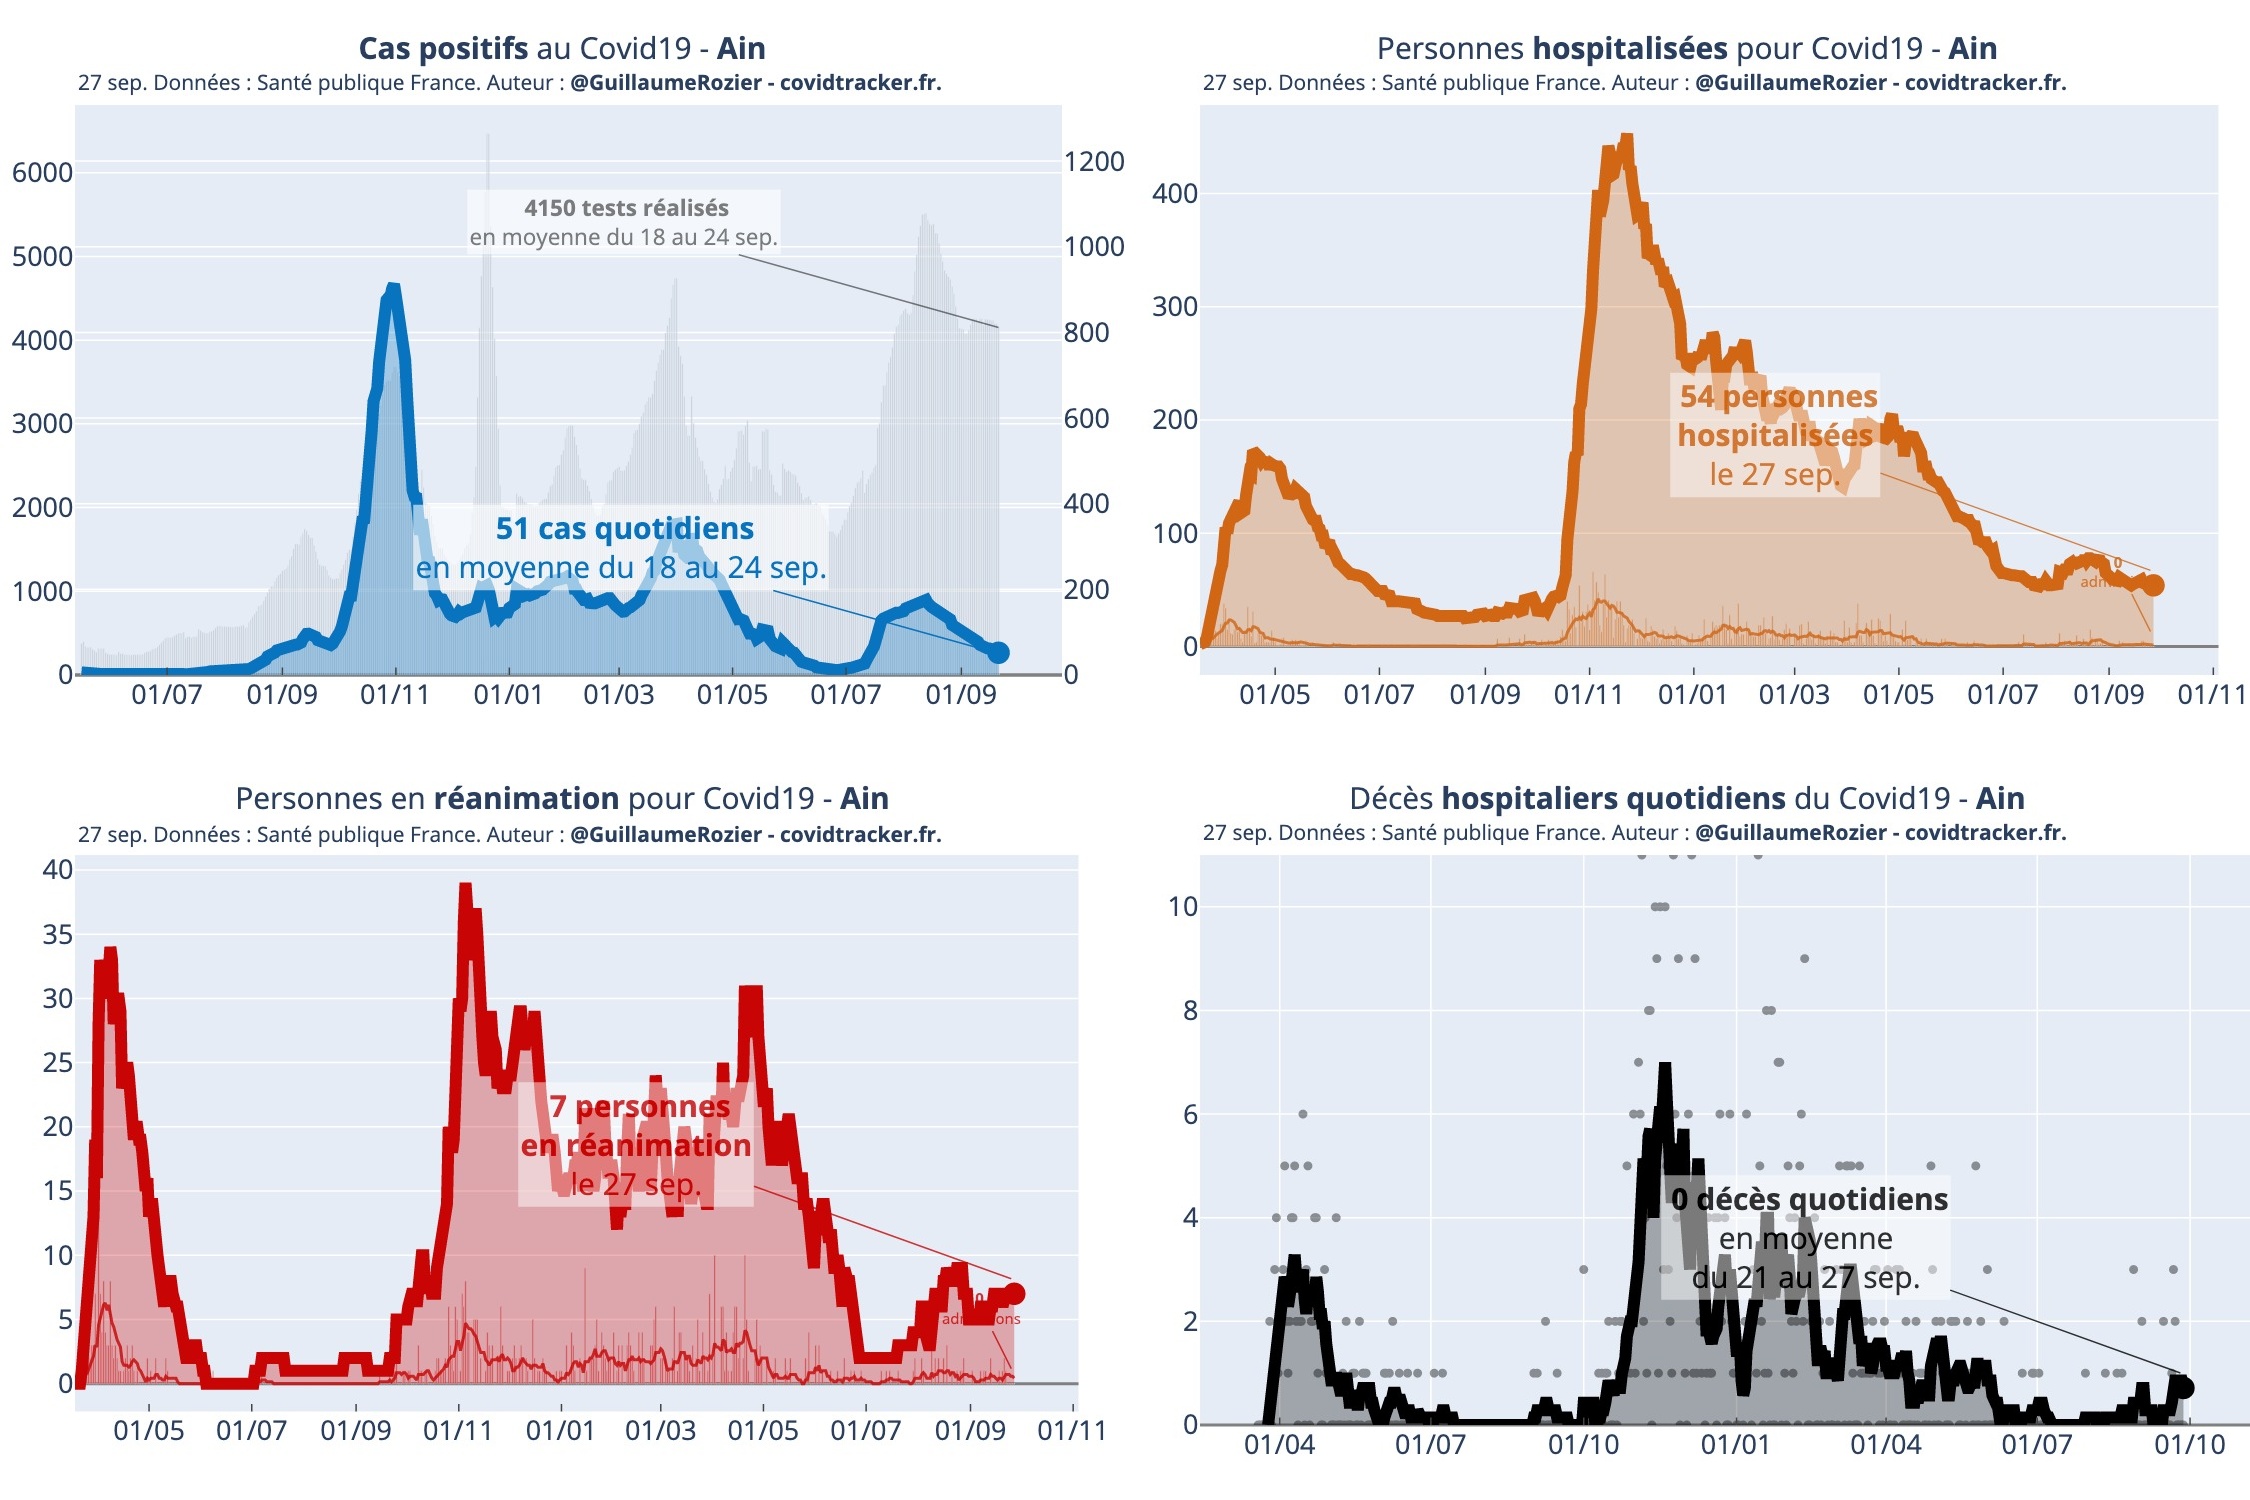 Cas positifs au Covid19 - Ain
27 sep. Données : Santé publique France. Auteur : @GuillaumeRozier - covidtracker.fr.
6000
5000
4000
3000
2000
1000
0
1200
1000
800
600
400
200
0
4150 tests réalisés
en moyenne du 18 au 24 sep.
51 cas quotidiens
en moyenne du 18 au 24 sep.
01/07 01/09 01/11 01/01 01/03 01/05 01/07 01/09
Personnes hospitalisées pour Covid19 - Ain
27 sep. Données : Santé publique France. Auteur : @GuillaumeRozier - covidtracker.fr.
400
300
200
100
0
54 personnes
hospitalisées
le 27 sep.
0
01/05 01/07 01/09 01/11 01/01 01/03 01/05 01/07 01/09 01/11
Personnes en réanimation pour Covid19 - Ain
27 sep. Données : Santé publique France. Auteur : @GuillaumeRozier - covidtracker.fr.
40
35
30
25
20
15
10
5
0
7 personnes
en réanimation
le 27 sep.
0
01/05 01/07 01/09 01/11 01/01 01/03 01/05 01/07 01/09 01/11
Décès hospitaliers quotidiens du Covid19 - Ain
27 sep. Données : Santé publique France. Auteur : @GuillaumeRozier - covidtracker.fr.
10
8
6
4
2
0
0 décès quotidiens
en moyenne
du 21 au 27 sep.
01/04 01/07 01/10 01/01 01/04 01/07 01/10